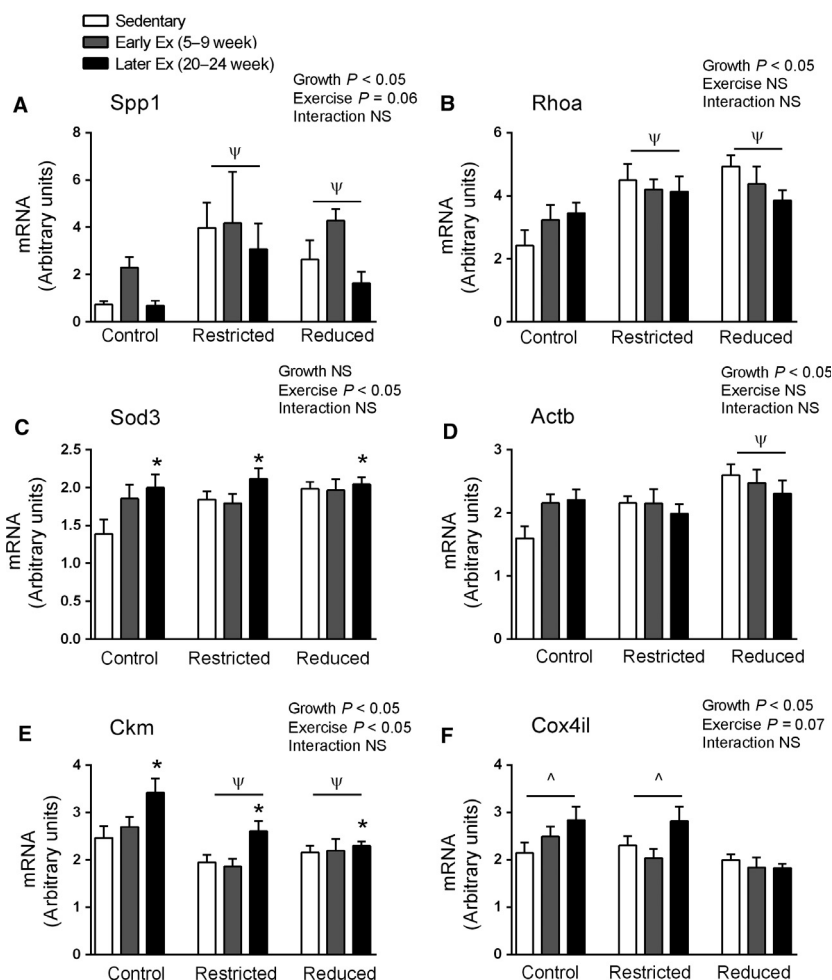 Sedentary
Early Ex (5–9 week)
Later Ex (20–24 week)
A
Spp1
Growth P < 0.05
Exercise P = 0.06
Interaction NS
mRNA
(Arbitrary units)
8
6
4
2
0
ψ
ψ
Control
Restricted
Reduced
B
Rhoa
Growth P < 0.05
Exercise NS
Interaction NS
mRNA
(Arbitrary units)
6
4
2
0
ψ
ψ
Control
Restricted
Reduced
C
Sod3
Growth NS
Exercise P < 0.05
Interaction NS
mRNA
(Arbitrary units)
2.5
2.0
1.5
1.0
0.5
0.0
*
*
*
Control
Restricted
Reduced
D
Actb
Growth P < 0.05
Exercise NS
Interaction NS
mRNA
(Arbitrary units)
3
2
1
0
ψ
Control
Restricted
Reduced
E
Ckm
Growth P < 0.05
Exercise P < 0.05
Interaction NS
mRNA
(Arbitrary units)
4
3
2
1
0
*
ψ
*
ψ
*
Control
Restricted
Reduced
F
Cox4il
Growth P < 0.05
Exercise P = 0.07
Interaction NS
mRNA
(Arbitrary units)
4
3
2
1
0
^
^
Control
Restricted
Reduced